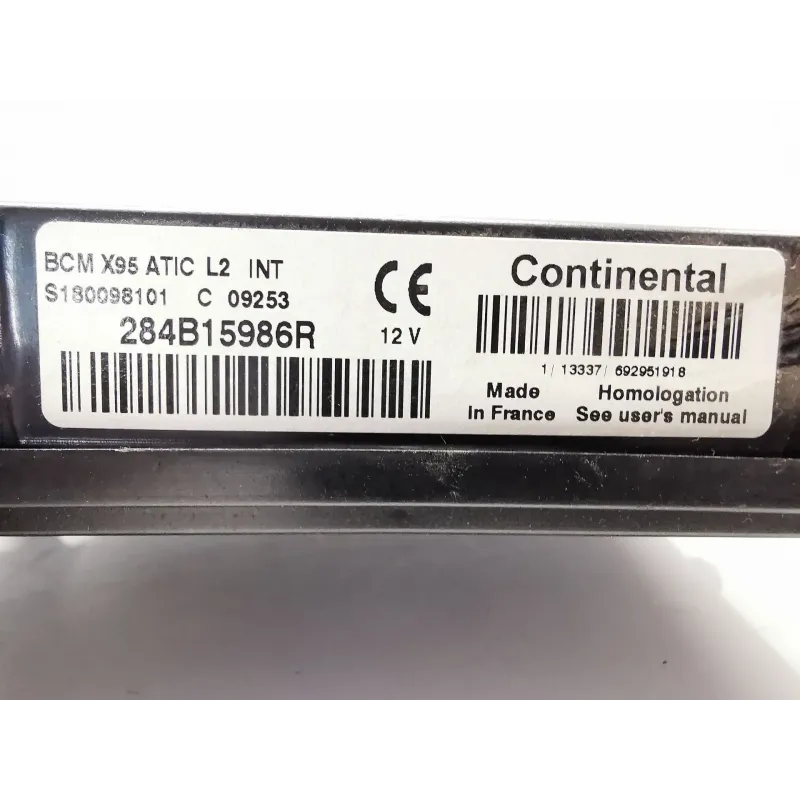 BCM X95 ATIC L2 INT
S180098101 C 09253
284B15986R
CE
12 V
Continental
1/ 13337/ 692951918
Made
in France
Homologation
See user's manual